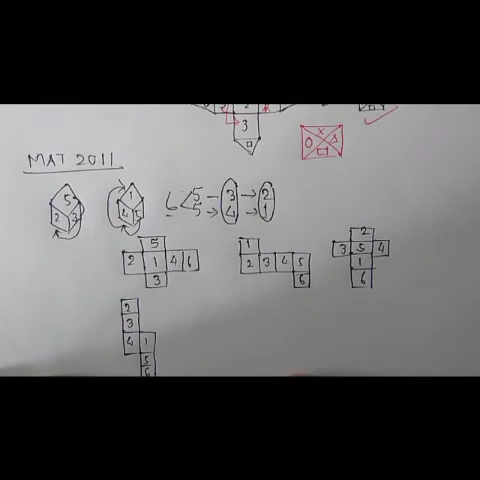 2
3
O X Δ
MAT 2011
5 1
2 3 4 5
6 < 5 – 3 → 2
5 → 4 → 1
5 1 2
2 1 4 6 2 3 4 5 3 5 4
3 6 1
6
2
3
4 1
5
6